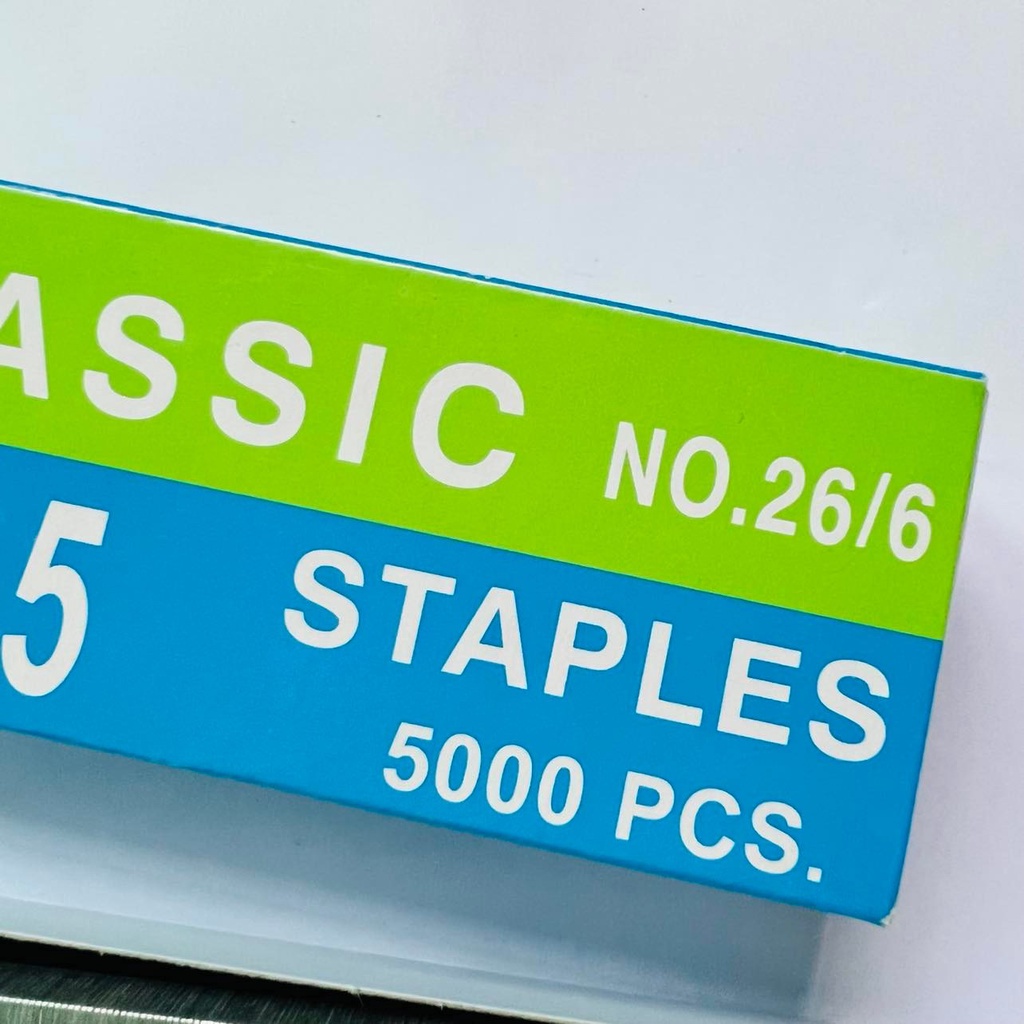 ASSIC NO.26/6
5 STAPLES
5000 PCS.